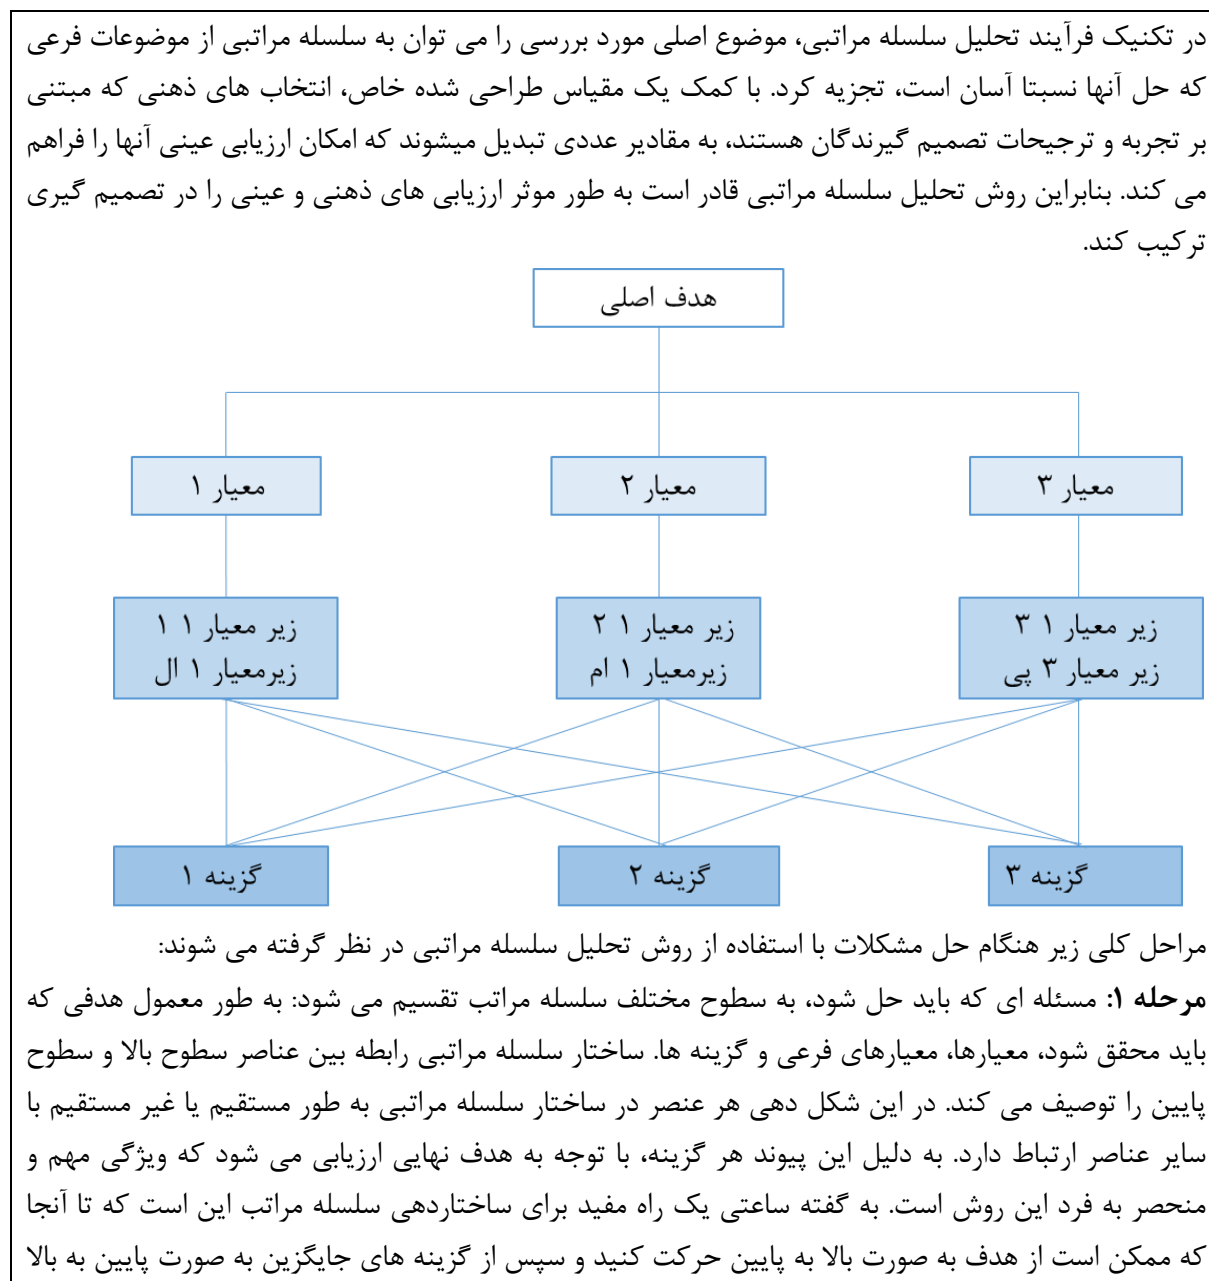 در تکنیک فرآیند تحلیل سلسله مراتبی، موضوع اصلی مورد بررسی را می توان به سلسله مراتبی از موضوعات فرعی
که حل آنها نسبتا آسان است، تجزیه کرد. با کمک یک مقیاس طراحی شده خاص، انتخاب های ذهنی که مبتنی
بر تجربه و ترجیحات تصمیم گیرندگان هستند، به مقادیر عددی تبدیل میشوند که امکان ارزیابی عینی آنها را فراهم
می کند. بنابراین روش تحلیل سلسله مراتبی قادر است به طور موثر ارزیابی های ذهنی و عینی را در تصمیم گیری
ترکیب کند.
هدف اصلی
معیار ۳
معیار ۲
معیار ۱
زیر معیار ۱ ۳
زیر معیار ۳ پی
زیر معیار ۱ ۲
زیرمعیار ۱ ام
زیر معیار ۱ ۱
زیرمعیار ۱ ال
گزینه ۳
گزینه ۲
گزینه ۱
مراحل کلی زیر هنگام حل مشکلات با استفاده از روش تحلیل سلسله مراتبی در نظر گرفته می شوند:
مرحله ۱: مسئله ای که باید حل شود، به سطوح مختلف سلسله مراتب تقسیم می شود: به طور معمول هدفی که
باید محقق شود، معیارها، معیارهای فرعی و گزینه ها. ساختار سلسله مراتبی رابطه بین عناصر سطوح بالا و سطوح
پایین را توصیف می کند. در این شکل دهی هر عنصر در ساختار سلسله مراتبی به طور مستقیم یا غیر مستقیم با
سایر عناصر ارتباط دارد. به دلیل این پیوند هر گزینه، با توجه به هدف نهایی ارزیابی می شود که ویژگی مهم و
منحصر به فرد این روش است. به گفته ساعتی یک راه مفید برای ساختاردهی سلسله مراتب این است که تا آنجا
که ممکن است از هدف به صورت بالا به پایین حرکت کنید و سپس از گزینه های جایگزین به صورت پایین به بالا